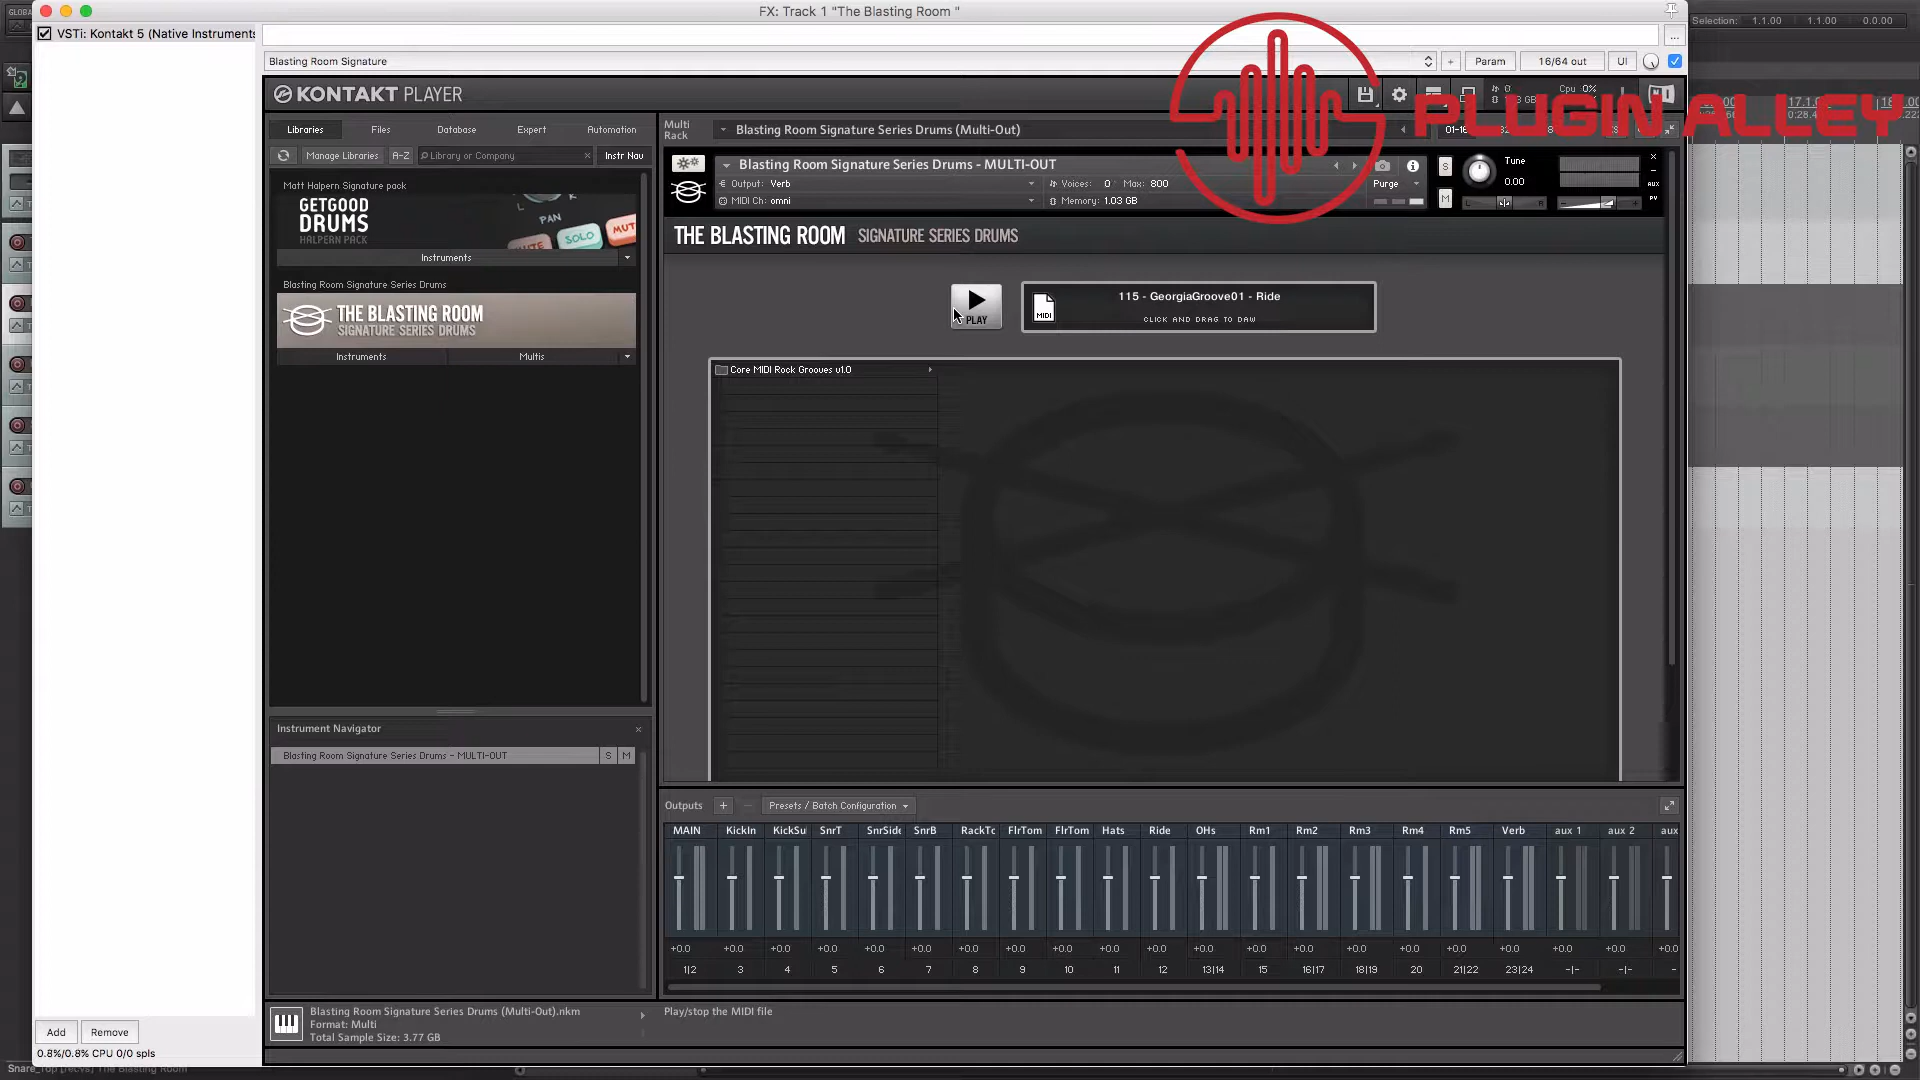 FX: Track 1 "The Blasting Room "
VSTi: Kontakt 5 (Native Instruments
...
Blasting Room Signature
+
Param
16/64 out
UI
Selection: 1.1.00 1.1.00 0.0.00
KONTAKT PLAYER
PLUGIN ALLEY
Cpu 0%
Libraries
Files
Database
Expert
Automation
Manage Libraries
A-Z
Library or Company
Instr Nav
Matt Halpern Signature pack
GETGOOD
DRUMS
HALPERN PACK
PAN
SOLO
MUT
Instruments
Blasting Room Signature Series Drums
THE BLASTING ROOM
SIGNATURE SERIES DRUMS
Instruments
Multis
Multi
Rack
Blasting Room Signature Series Drums (Multi-Out)
Blasting Room Signature Series Drums - MULTI-OUT
Output: Verb
Voices: 0 Max: 800
Purge
MIDI Ch: omni
Memory: 1.03 GB
S
M
Tune
0.00
L
R
AUX
PV
THE BLASTING ROOM SIGNATURE SERIES DRUMS
PLAY
MIDI
115 - GeorgiaGroove01 - Ride
CLICK AND DRAG TO DAW
Core MIDI Rock Grooves v1.0
Instrument Navigator
Blasting Room Signature Series Drums - MULTI-OUT
S
M
Outputs
+
Presets / Batch Configuration
MAIN KickIn KickSu SnrT SnrSide SnrB RackTo FlrTom FlrTom Hats Ride OHs Rm1 Rm2 Rm3 Rm4 Rm5 Verb aux 1 aux 2 aux
+0.0 +0.0 +0.0 +0.0 +0.0 +0.0 +0.0 +0.0 +0.0 +0.0 +0.0 +0.0 +0.0 +0.0 +0.0 +0.0 +0.0 +0.0 +0.0 +0.0 +0.0
1|2 3 4 5 6 7 8 9 10 11 12 13|14 15 16|17 18|19 20 21|22 23|24 -|- -|- -
Blasting Room Signature Series Drums (Multi-Out).nkm
Format: Multi
Total Sample Size: 3.77 GB
Play/stop the MIDI file
Add
Remove
0.8%/0.8% CPU 0/0 spls